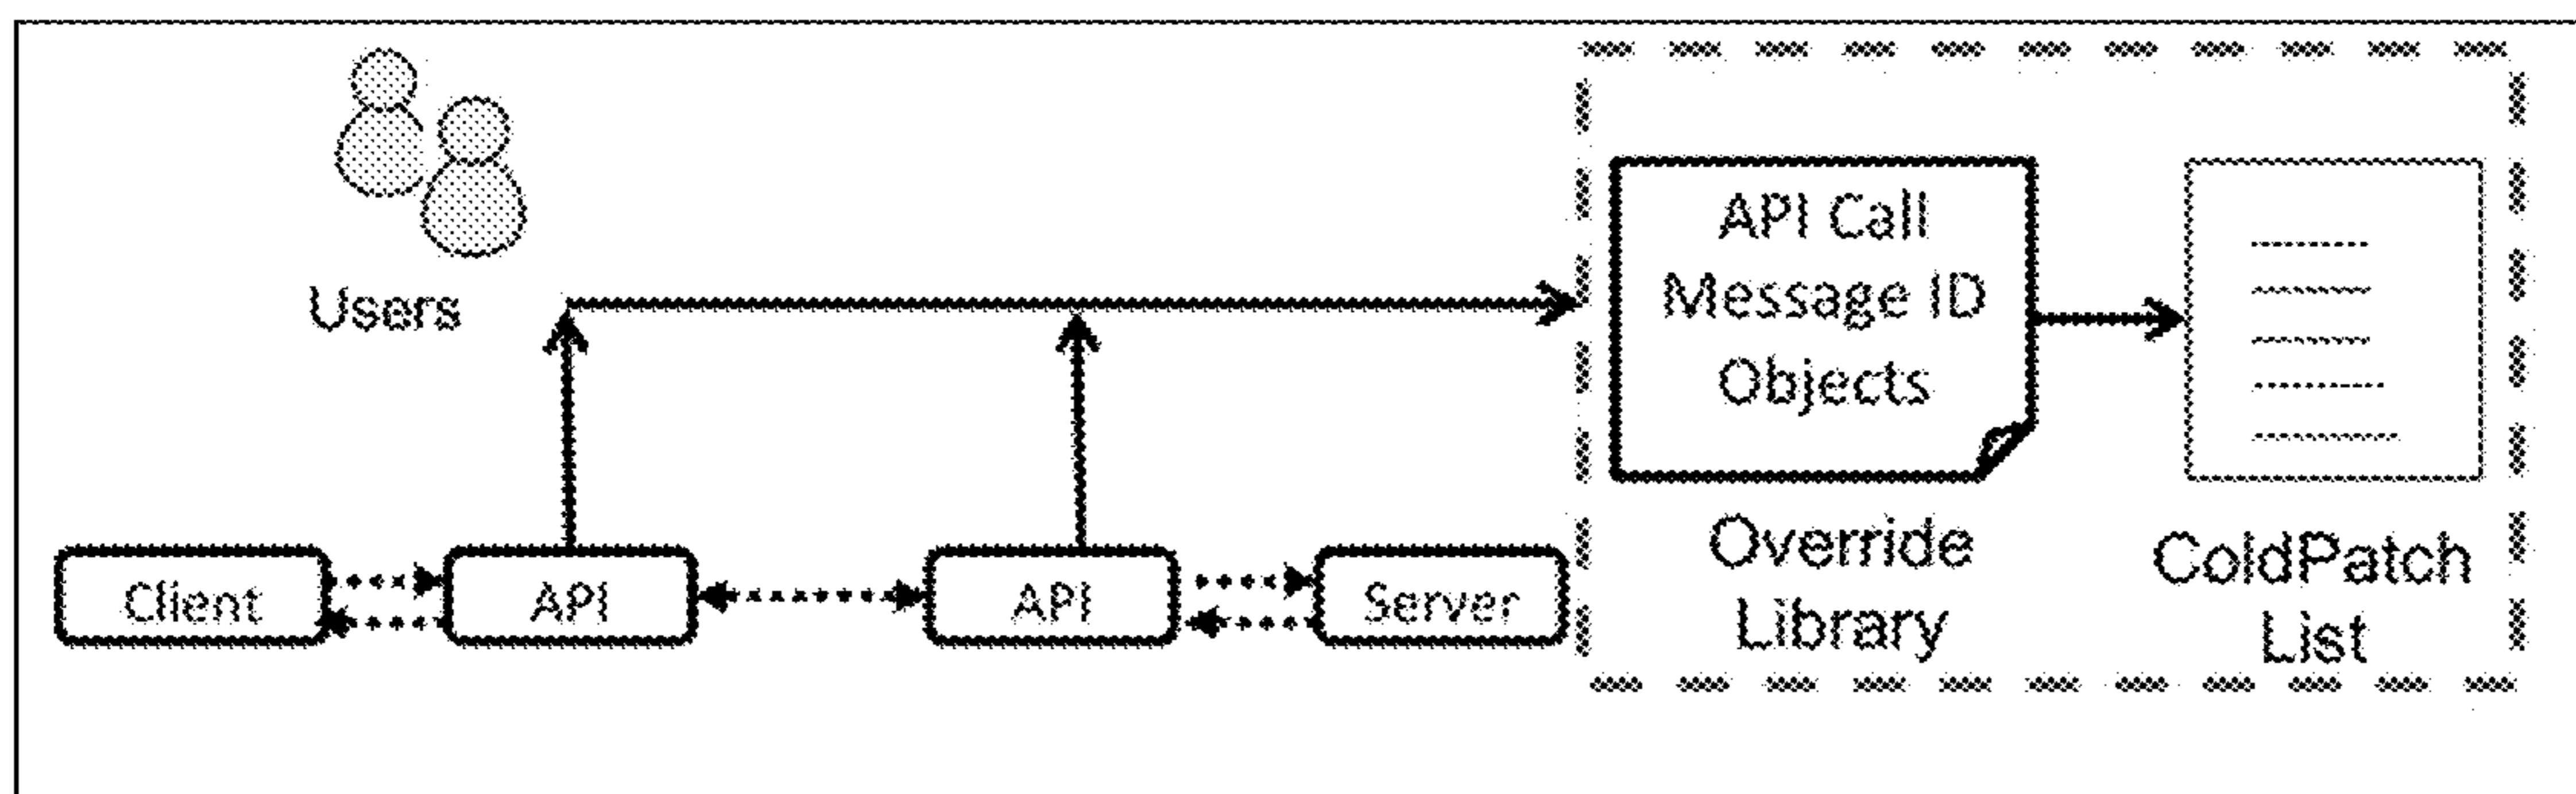 Users
API Call
Message ID
Objects
Client
API
API
Server
Override
Library
ColdPatch
List